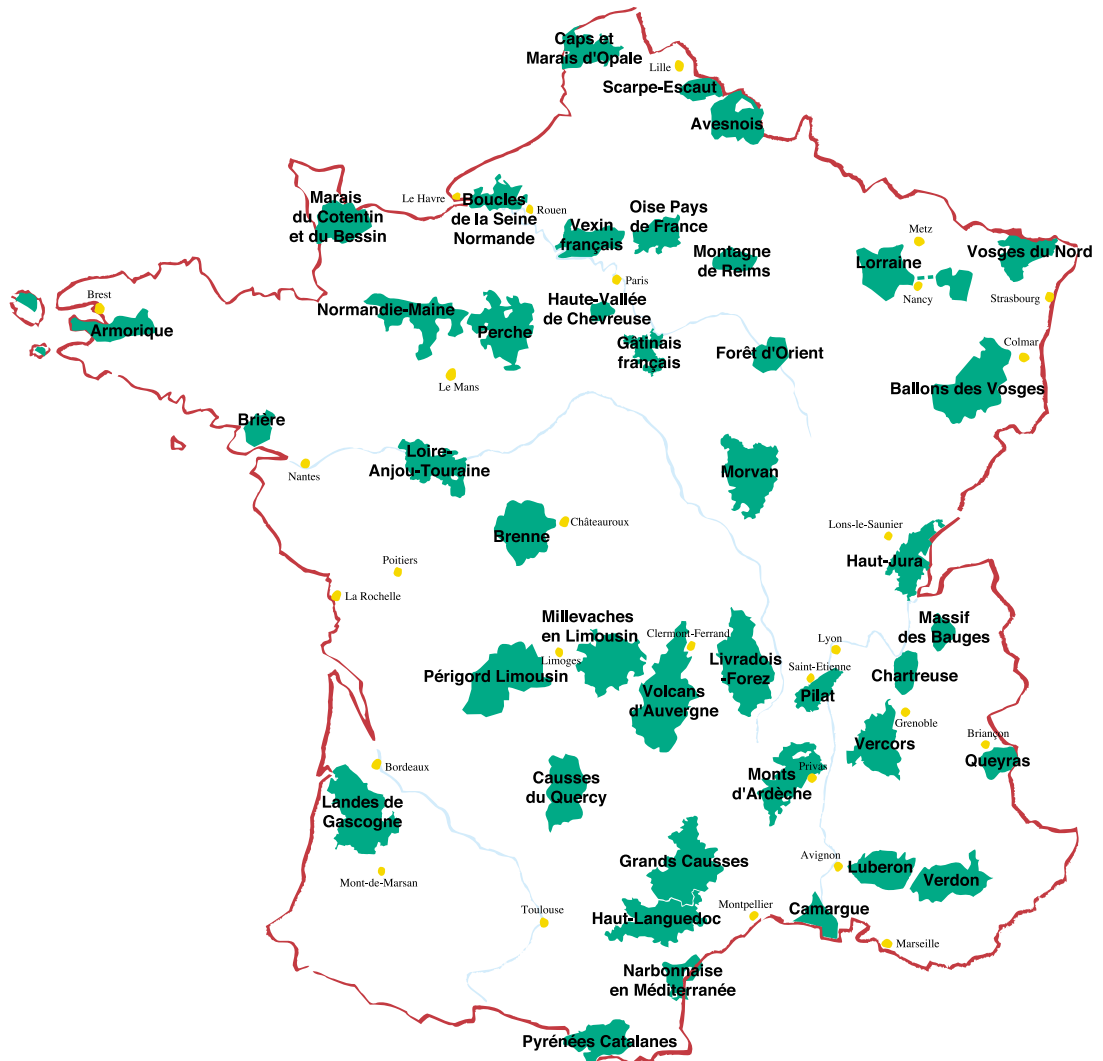 Caps et
Marais d'Opale
Lille
Scarpe-Escaut
Avesnois
Marais
du Cotentin
et du Bessin
Le Havre
Boucles
de la Seine
Normande
Rouen
Vexin
français
Oise Pays
de France
Montagne
de Reims
Metz
Lorraine
Nancy
Vosges du Nord
Strasbourg
Paris
Brest
Armorique
Normandie-Maine
Perche
Haute-Vallée
de Chevreuse
Gâtinais
français
Forêt d'Orient
Colmar
Ballons des Vosges
Le Mans
Brière
Nantes
Loire-
Anjou-Touraine
Morvan
Châteauroux
Brenne
Lons-le-Saunier
Haut-Jura
Poitiers
La Rochelle
Millevaches
en Limousin
Limoges
Clermont-Ferrand
Périgord Limousin
Volcans
d'Auvergne
Livradois
-Forez
Lyon
Saint-Etienne
Pilat
Massif
des Bauges
Chartreuse
Grenoble
Vercors
Briançon
Queyras
Bordeaux
Landes de
Gascogne
Causses
du Quercy
Privas
Monts
d'Ardèche
Mont-de-Marsan
Grands Causses
Avignon
Luberon
Verdon
Toulouse
Haut-Languedoc
Montpellier
Camargue
Marseille
Narbonnaise
en Méditerranée
Pyrénées Catalanes